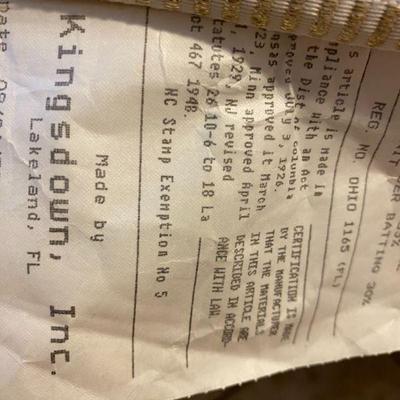 BATTING 30%
REG. NO. OHIO 1165 (FL)
CERTIFICATION IS MADE
BY THE MANUFACTURER
THAT THE MATERIALS
IN THIS ARTICLE ARE
DESCRIBED IN ACCORD-
ANCE WITH LAW.
s article is made in
pliance with an Act
the Dist of columbia
proved July 3, 1926.
nsas approved it March
23, Minn approved April
1, 1929, NJ revised
tatutes 26 10-6 to 18 La
ct 467 1948.
NC Stamp Exemption No 5
Made by
Kingsdown, Inc.
Lakeland, FL